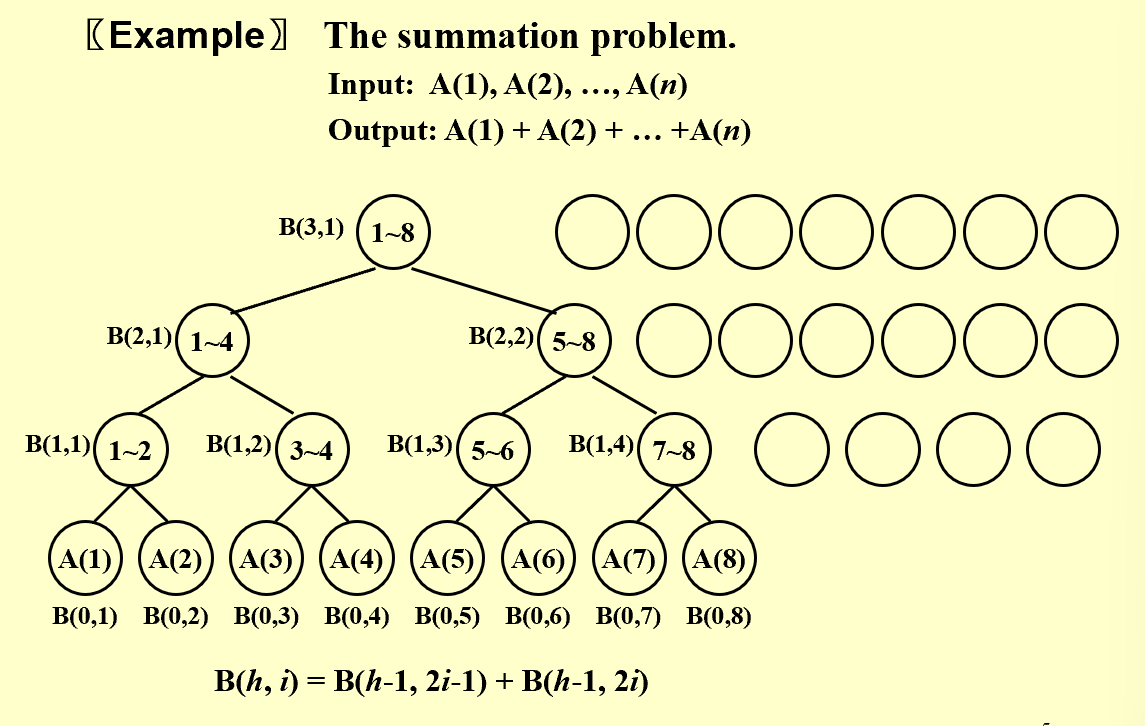 〖Example〗 The summation problem.
Input: A(1), A(2), …, A(n)
Output: A(1) + A(2) + … +A(n)
B(3,1) 1~8
B(2,1) 1~4 B(2,2) 5~8
B(1,1) 1~2 B(1,2) 3~4 B(1,3) 5~6 B(1,4) 7~8
A(1) A(2) A(3) A(4) A(5) A(6) A(7) A(8)
B(0,1) B(0,2) B(0,3) B(0,4) B(0,5) B(0,6) B(0,7) B(0,8)
B(h, i) = B(h-1, 2i-1) + B(h-1, 2i)